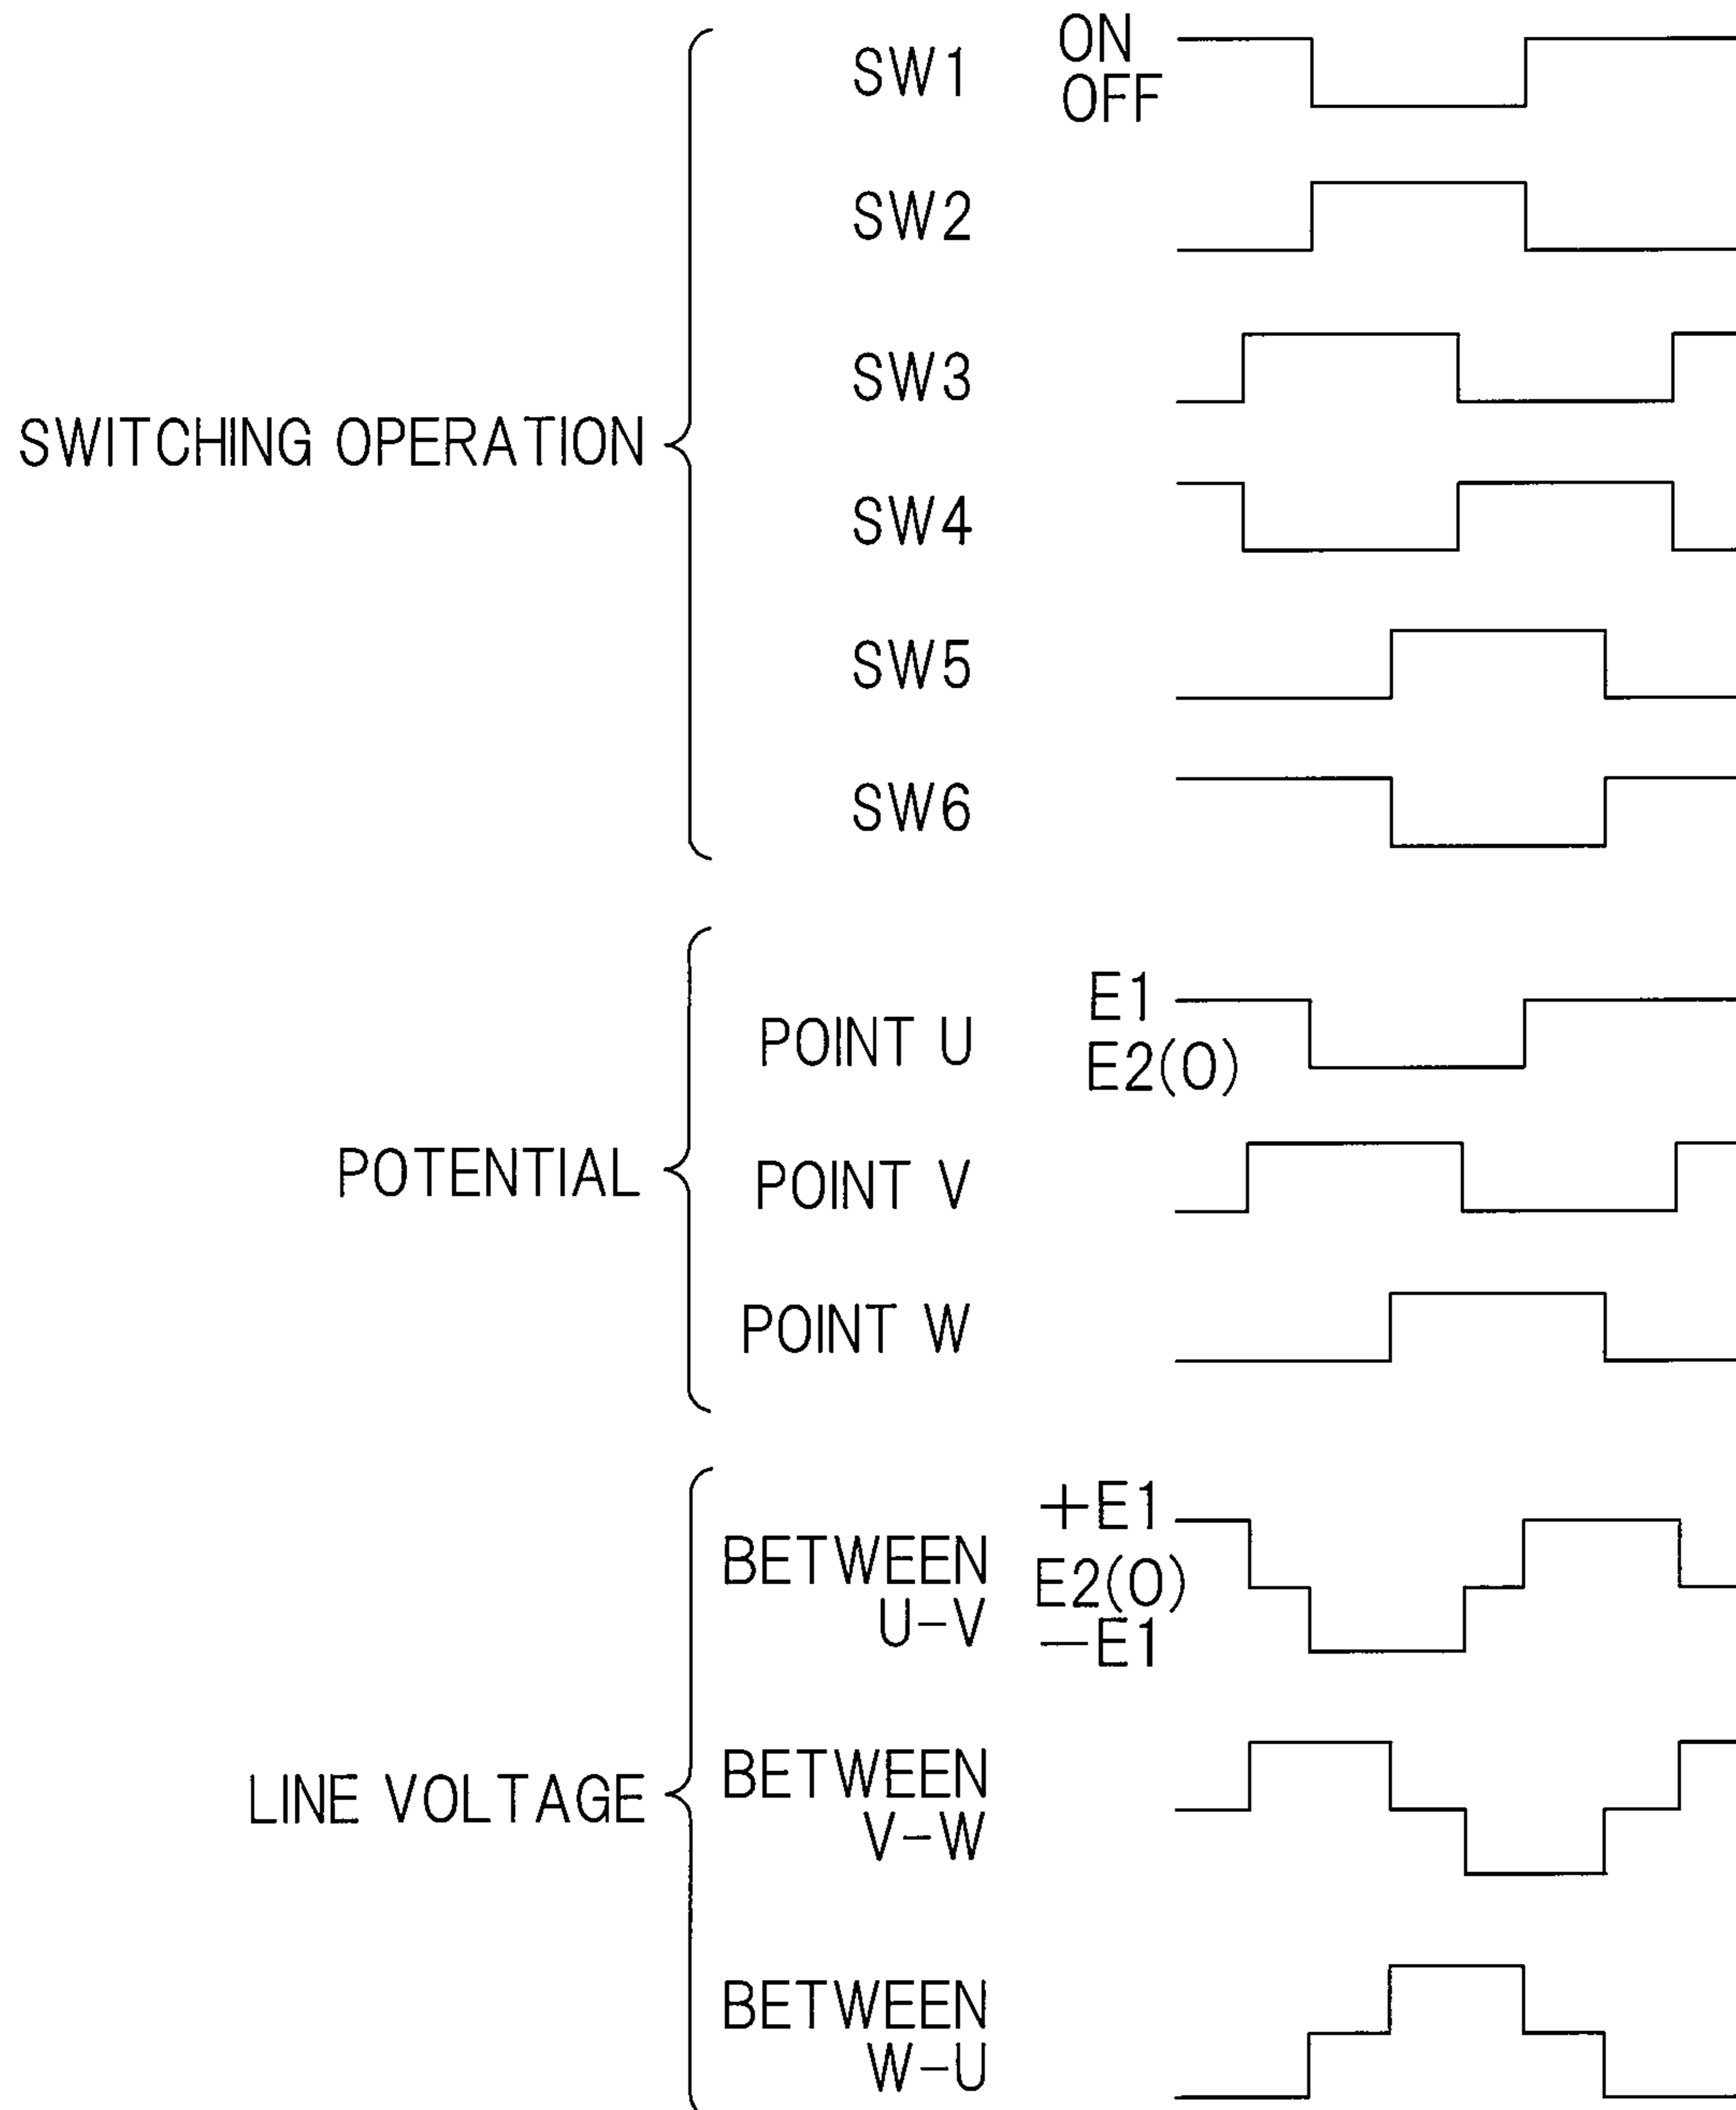 SWITCHING OPERATION
SW1
ON
OFF
SW2
SW3
SW4
SW5
SW6
POTENTIAL
POINT U
E1
E2(0)
POINT V
POINT W
LINE VOLTAGE
BETWEEN
U-V
+E1
E2(0)
-E1
BETWEEN
V-W
BETWEEN
W-U